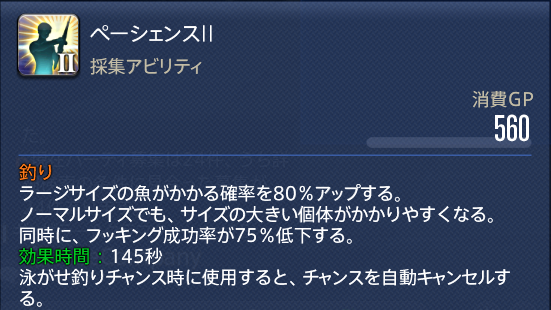 ペーシェンスII
採集アビリティ
II
消費GP
560
釣り
ラージサイズの魚がかかる確率を80％アップする。
ノーマルサイズでも、サイズの大きい個体がかかりやすくなる。
同時に、フッキング成功率が75％低下する。
効果時間：145秒
泳がせ釣りチャンス時に使用すると、チャンスを自動キャンセルす
る。